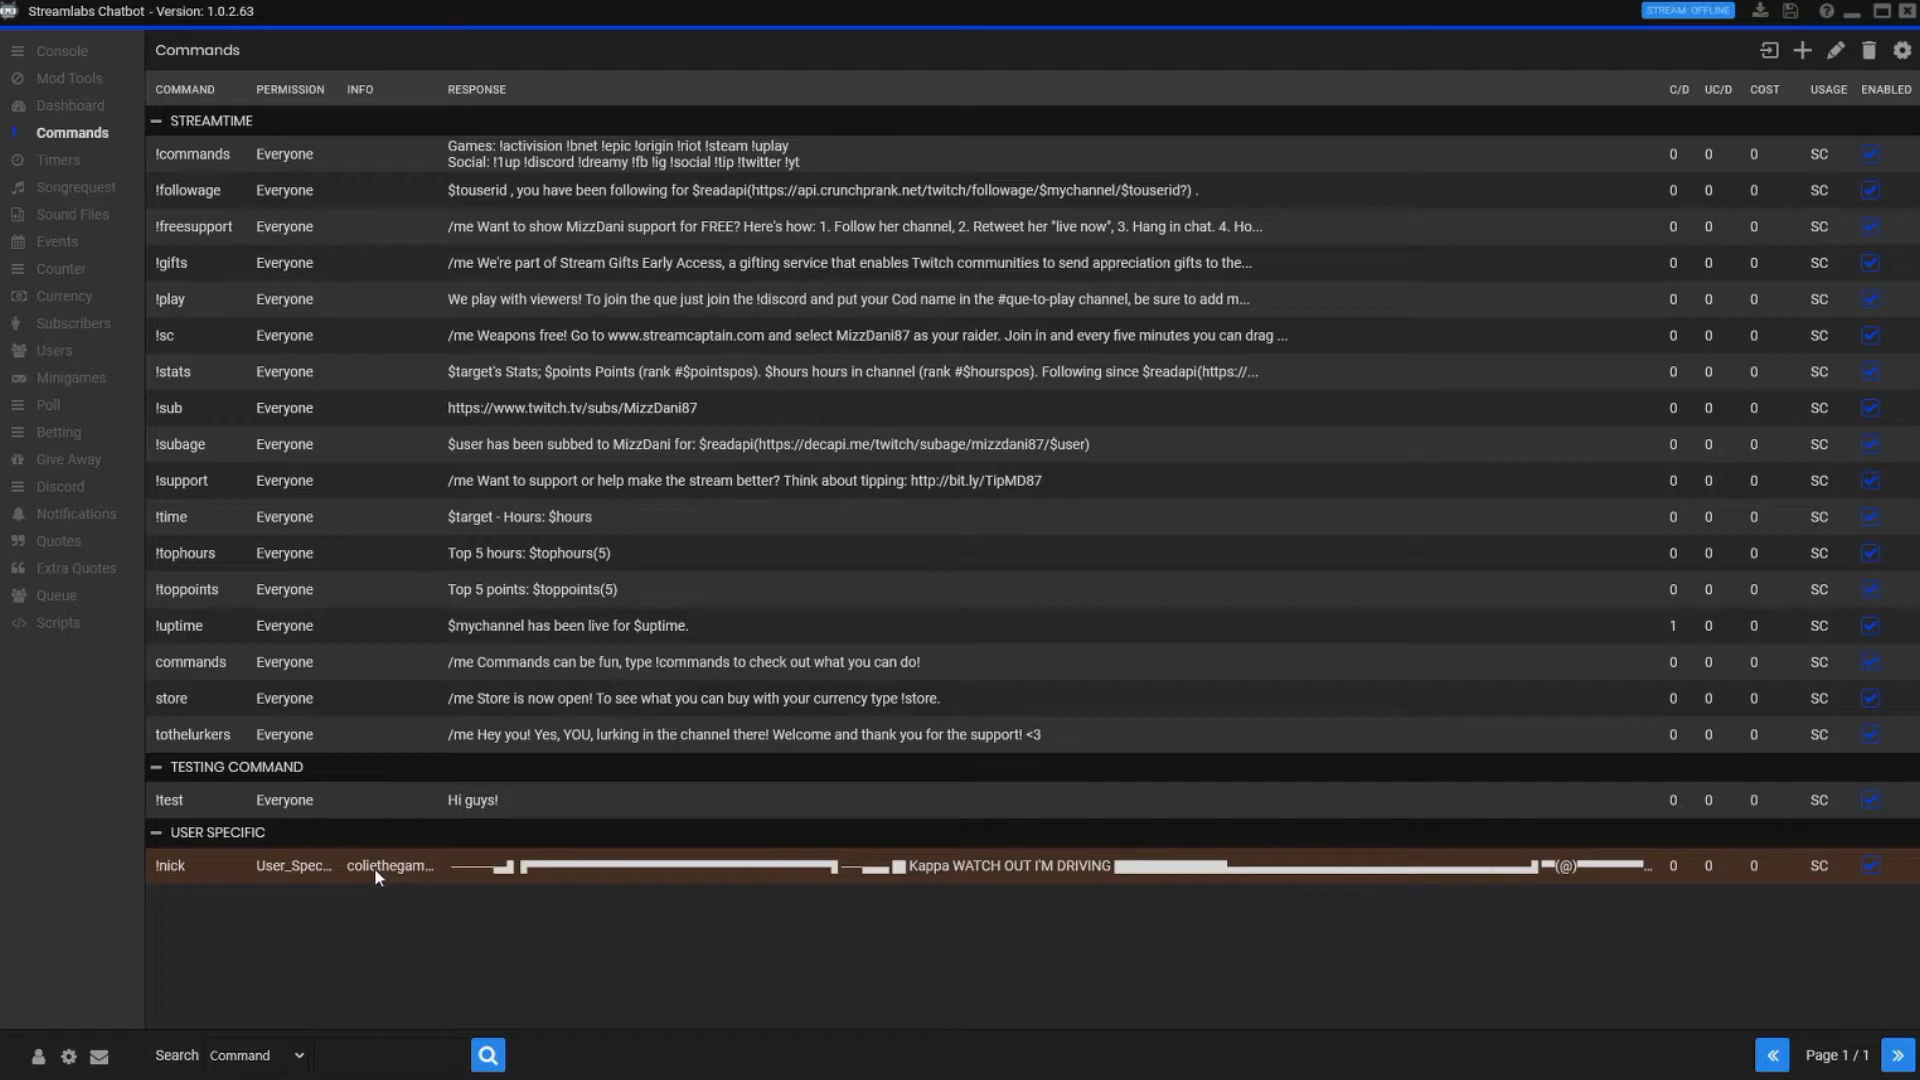 Streamlabs Chatbot - Version: 1.0.2.63
STREAM: OFFLINE
Console
Mod Tools
Dashboard
Commands
Timers
Songrequest
Sound Files
Events
Counter
Currency
Subscribers
Users
Minigames
Poll
Betting
Give Away
Discord
Notifications
Quotes
Extra Quotes
Queue
Scripts
Commands
COMMAND PERMISSION INFO RESPONSE C/D UC/D COST USAGE ENABLED
STREAMTIME
!commands Everyone Games: !activision !bnet !epic !origin !riot !steam !uplay
Social: !1up !discord !dreamy !fb !ig !social !tip !twitter !yt 0 0 0 SC
!followage Everyone $touserid , you have been following for $readapi(https://api.crunchprank.net/twitch/followage/$mychannel/$touserid?) . 0 0 0 SC
!freesupport Everyone /me Want to show MizzDani support for FREE? Here's how: 1. Follow her channel, 2. Retweet her "live now", 3. Hang in chat. 4. Ho... 0 0 0 SC
!gifts Everyone /me We're part of Stream Gifts Early Access, a gifting service that enables Twitch communities to send appreciation gifts to the... 0 0 0 SC
!play Everyone We play with viewers! To join the que just join the !discord and put your Cod name in the #que-to-play channel, be sure to add m... 0 0 0 SC
!sc Everyone /me Weapons free! Go to www.streamcaptain.com and select MizzDani87 as your raider. Join in and every five minutes you can drag ... 0 0 0 SC
!stats Everyone $target's Stats; $points Points (rank #$pointspos). $hours hours in channel (rank #$hourspos). Following since $readapi(https://... 0 0 0 SC
!sub Everyone https://www.twitch.tv/subs/MizzDani87 0 0 0 SC
!subage Everyone $user has been subbed to MizzDani for: $readapi(https://decapi.me/twitch/subage/mizzdani87/$user) 0 0 0 SC
!support Everyone /me Want to support or help make the stream better? Think about tipping: http://bit.ly/TipMD87 0 0 0 SC
!time Everyone $target - Hours: $hours 0 0 0 SC
!tophours Everyone Top 5 hours: $tophours(5) 0 0 0 SC
!toppoints Everyone Top 5 points: $toppoints(5) 0 0 0 SC
!uptime Everyone $mychannel has been live for $uptime. 1 0 0 SC
commands Everyone /me Commands can be fun, type !commands to check out what you can do! 0 0 0 SC
store Everyone /me Store is now open! To see what you can buy with your currency type !store. 0 0 0 SC
tothelurkers Everyone /me Hey you! Yes, YOU, lurking in the channel there! Welcome and thank you for the support! <3 0 0 0 SC
TESTING COMMAND
!test Everyone Hi guys! 0 0 0 SC
USER SPECIFIC
!nick User_Spec... coliethegam... Kappa WATCH OUT I'M DRIVING (@) ... 0 0 0 SC
Search Command
Page 1 / 1